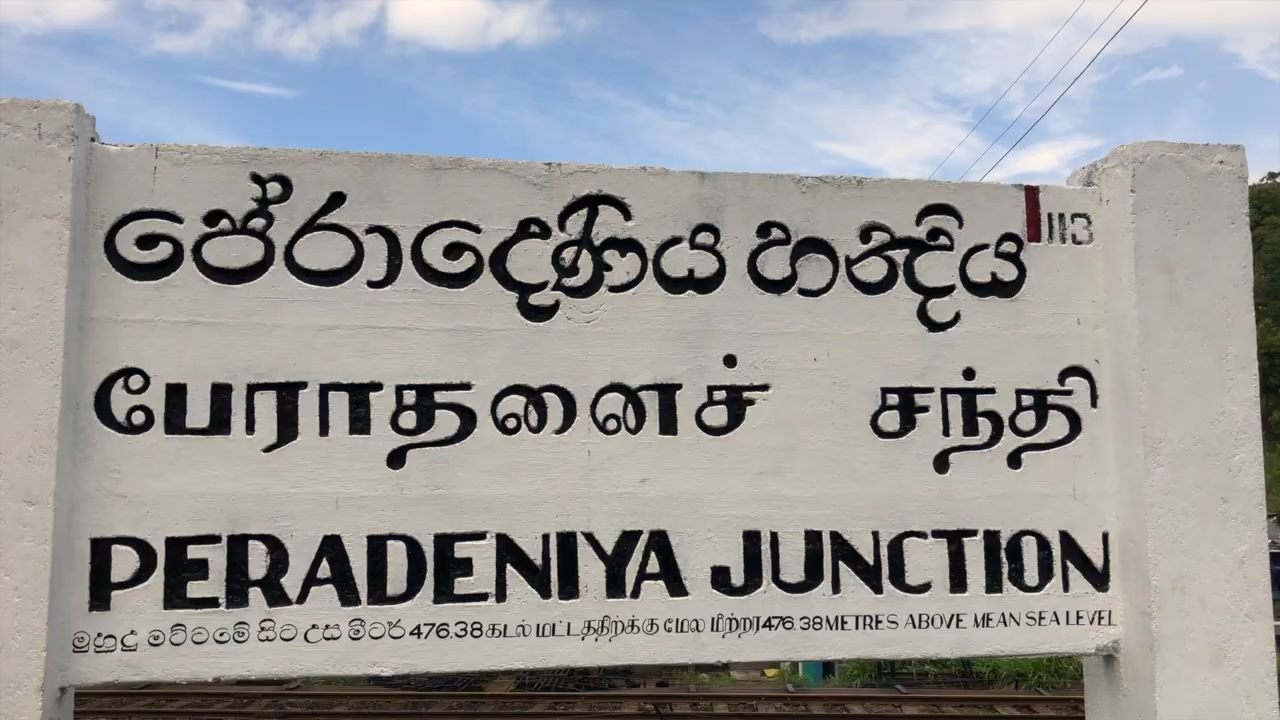 පේරාදෙණිය හන්දිය
113
பேராதனைச் சந்தி
PERADENIYA JUNCTION
මුහුදු මට්ටමේ සිට උස මීටර් 476.38 கடல் மட்டத்திற்க்கு மேல மீற்றர் 476.38 METRES ABOVE MEAN SEA LEVEL